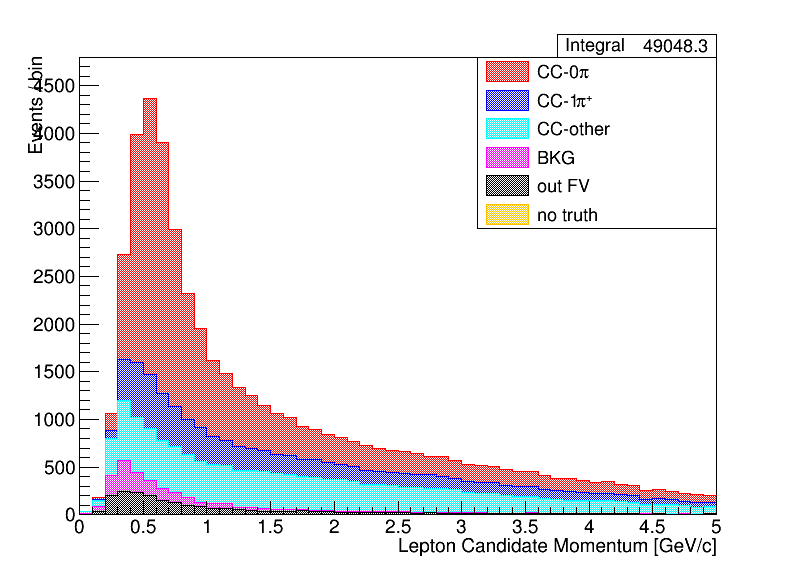 Integral 49048.3
Events / bin
CC-0π
CC-1π⁺
CC-other
BKG
out FV
no truth
4500
4000
3500
3000
2500
2000
1500
1000
500
0
0 0.5 1 1.5 2 2.5 3 3.5 4 4.5 5
Lepton Candidate Momentum [GeV/c]